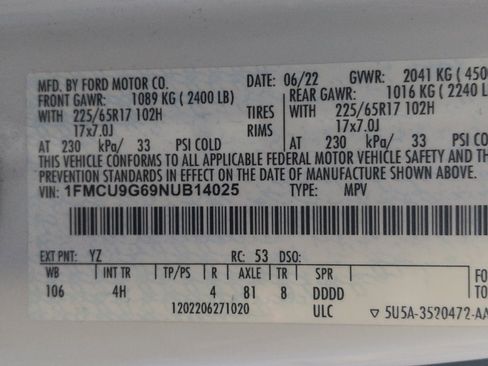 MFD. BY FORD MOTOR CO. DATE: 06/22 GVWR: 2041 KG ( 450
FRONT GAWR: 1089 KG ( 2400 LB) REAR GAWR: 1016 KG ( 2240
WITH 225/65R17 102H TIRES WITH 225/65R17 102H
17x7.0J RIMS 17x7.0J
AT 230 kPa/ 33 PSI COLD AT 230 kPa/ 33 PSI COLD
THIS VEHICLE CONFORMS TO ALL APPLICABLE FEDERAL MOTOR VEHICLE SAFETY AND
PREVENTION STANDARDS IN EFFECT ON THE DATE OF MANUFACTURE SHOWN ABOVE.
VIN: 1FMCU9G69NUB14025 TYPE: MPV
EXT PNT: YZ RC: 53 DSO:
WB INT TR TP/PS R AXLE TR SPR
106 4H 4 81 8 DDDD
1202206271020 ULC
5U5A-3520472-AA